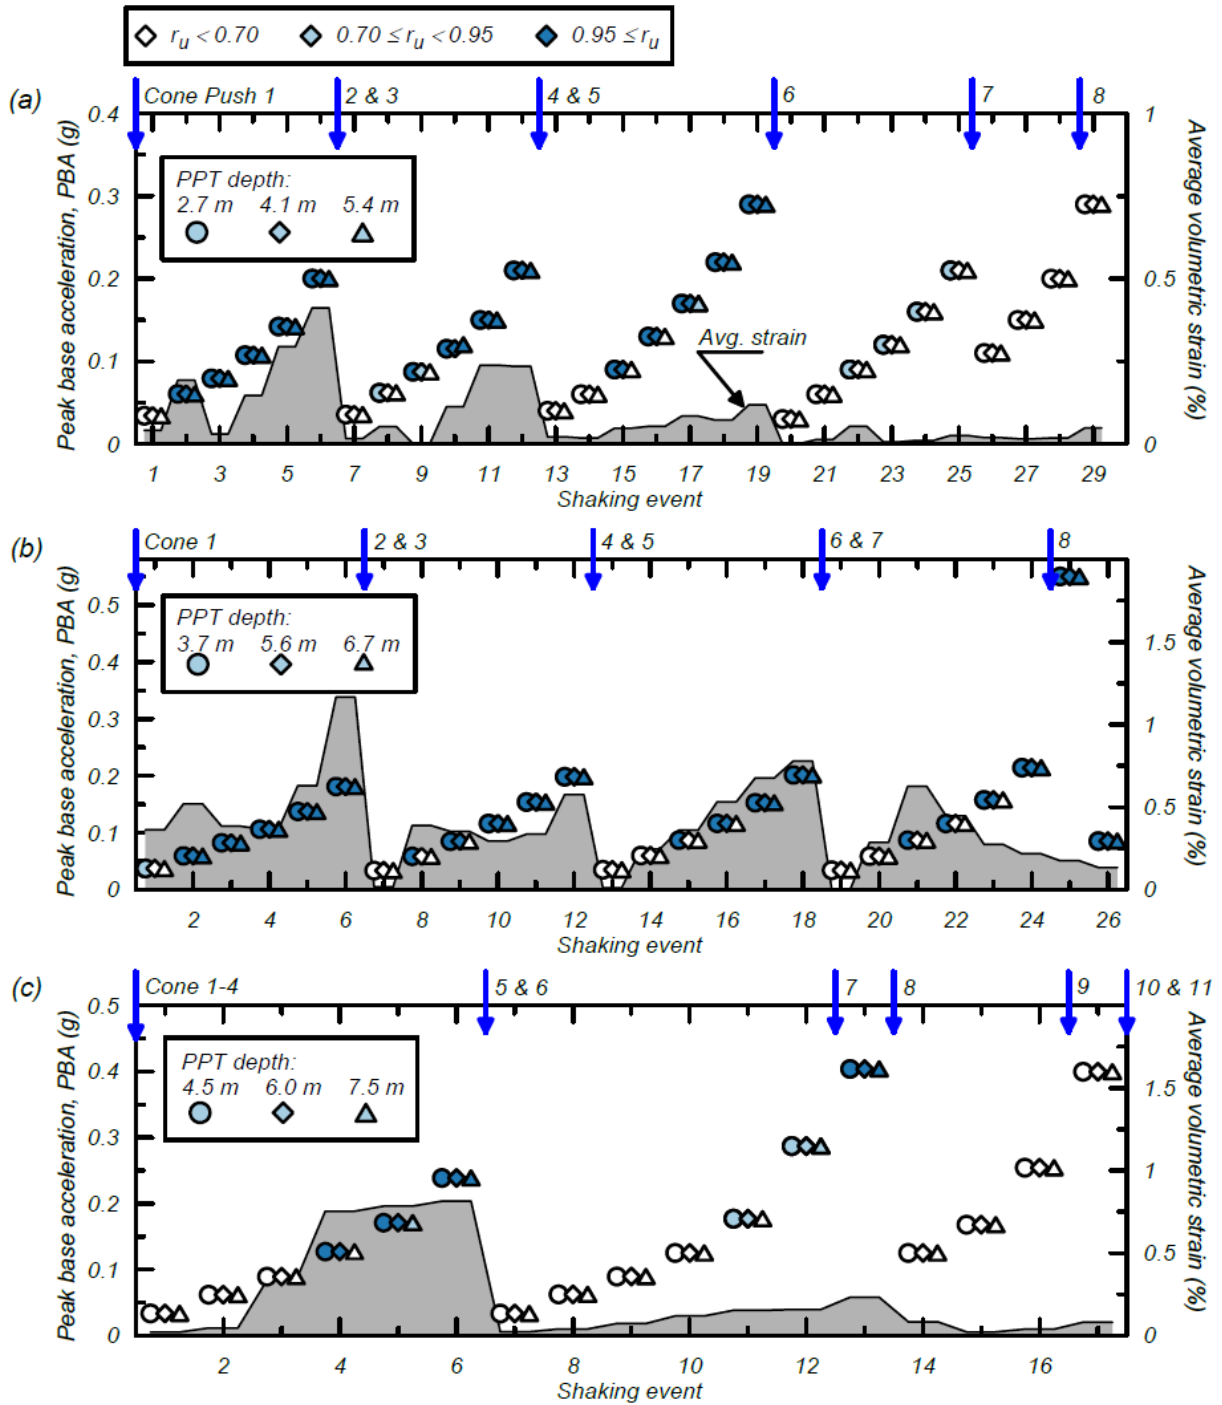 r_u < 0.70 0.70 ≤ r_u < 0.95 0.95 ≤ r_u
(a)
Cone Push 1 2 & 3 4 & 5 6 7 8
Peak base acceleration, PBA (g)
0.4
0.3
0.2
0.1
0
PPT depth:
2.7 m 4.1 m 5.4 m
Avg. strain
1
0.5
0
Average volumetric strain (%)
1 3 5 7 9 11 13 15 17 19 21 23 25 27 29
Shaking event
(b)
Cone 1 2 & 3 4 & 5 6 & 7 8
Peak base acceleration, PBA (g)
0.5
0.4
0.3
0.2
0.1
0
PPT depth:
3.7 m 5.6 m 6.7 m
1.5
1
0.5
0
Average volumetric strain (%)
2 4 6 8 10 12 14 16 18 20 22 24 26
Shaking event
(c)
Cone 1-4 5 & 6 7 8 9 10 & 11
Peak base acceleration, PBA (g)
0.5
0.4
0.3
0.2
0.1
0
PPT depth:
4.5 m 6.0 m 7.5 m
1.5
1
0.5
0
Average volumetric strain (%)
2 4 6 8 10 12 14 16
Shaking event